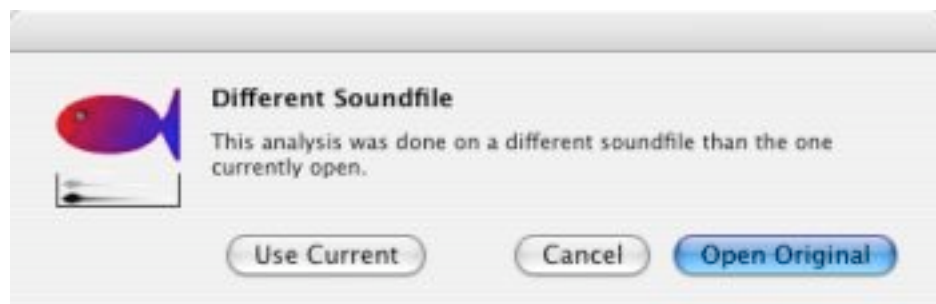 Different Soundfile
This analysis was done on a different soundfile than the one
currently open.
Use Current
Cancel
Open Original